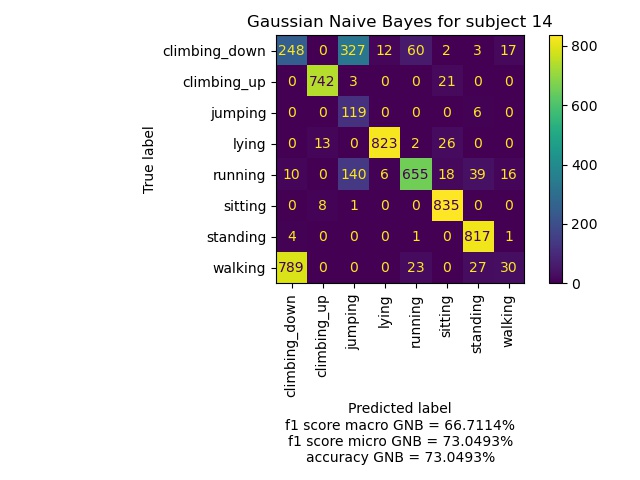 Gaussian Naive Bayes for subject 14
True label
climbing_down 248 0 327 12 60 2 3 17
climbing_up 0 742 3 0 0 21 0 0
jumping 0 0 119 0 0 0 6 0
lying 0 13 0 823 2 26 0 0
running 10 0 140 6 655 18 39 16
sitting 0 8 1 0 0 835 0 0
standing 4 0 0 0 1 0 817 1
walking 789 0 0 0 23 0 27 30
climbing_down climbing_up jumping lying running sitting standing walking
800
600
400
200
0
Predicted label
f1 score macro GNB = 66.7114%
f1 score micro GNB = 73.0493%
accuracy GNB = 73.0493%